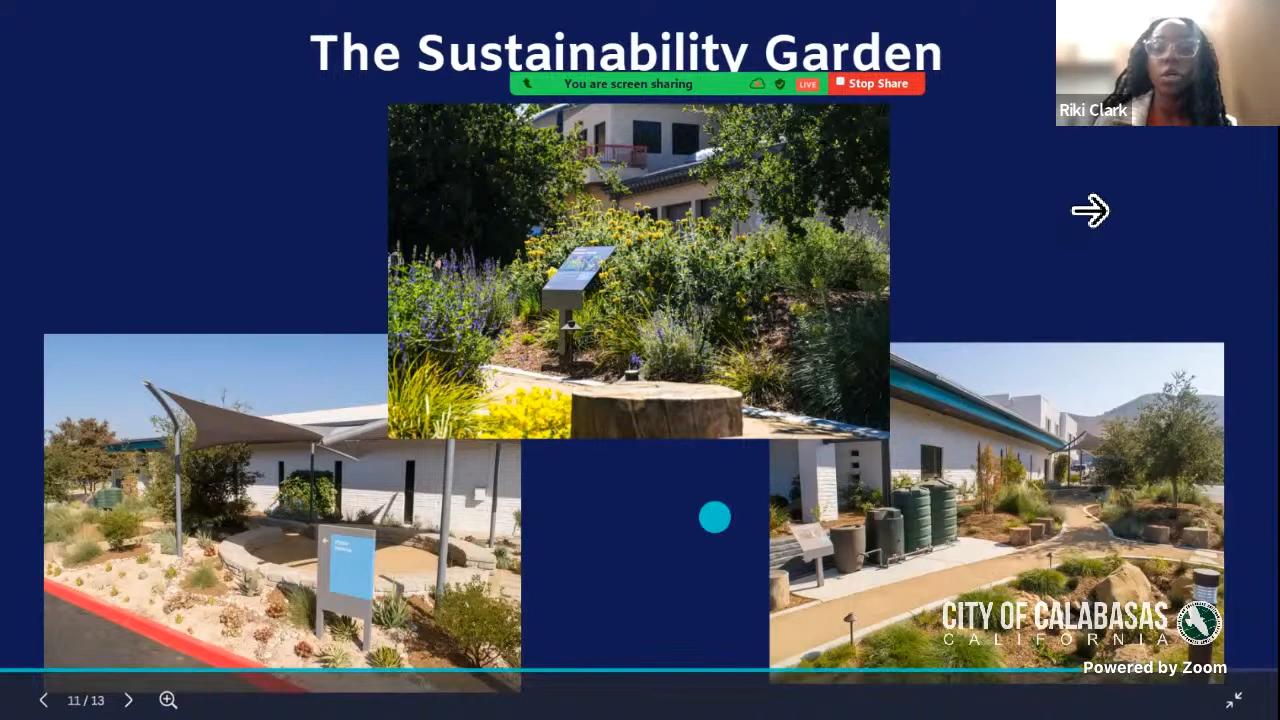 The Sustainability Garden
You are screen sharing
LIVE
Stop Share
Riki Clark
CITY OF CALABASAS
CALIFORNIA
Powered by Zoom
11 / 13